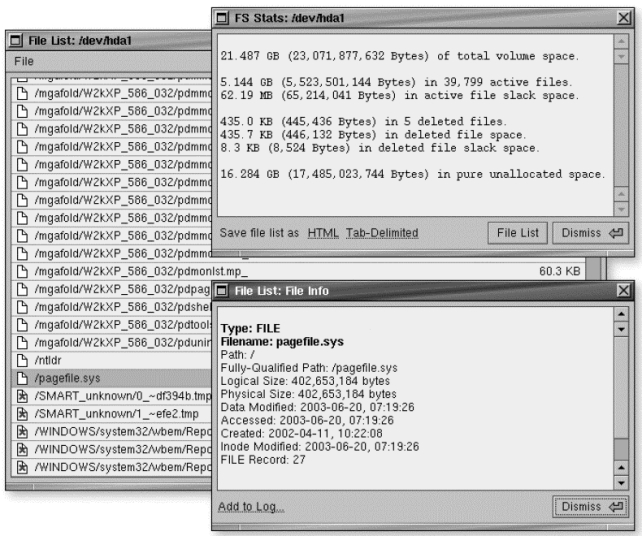 FS Stats: /dev/hda1
21.487 GB (23,071,877,632 Bytes) of total volume space.
5.144 GB (5,523,501,144 Bytes) in 39,799 active files.
62.19 MB (65,214,041 Bytes) in active file slack space.
435.0 KB (445,436 Bytes) in 5 deleted files.
435.7 KB (446,132 Bytes) in deleted file space.
8.3 KB (8,524 Bytes) in deleted file slack space.
16.284 GB (17,485,023,744 Bytes) in pure unallocated space.
Save file list as HTML Tab-Delimited File List Dismiss
File List: /dev/hda1
File
/mgafold/W2kXP_586_032/pdmmc
/mgafold/W2kXP_586_032/pdmmc
/mgafold/W2kXP_586_032/pdmmc
/mgafold/W2kXP_586_032/pdmmc
/mgafold/W2kXP_586_032/pdmmc
/mgafold/W2kXP_586_032/pdmmc
/mgafold/W2kXP_586_032/pdmmc
/mgafold/W2kXP_586_032/pdmmc
/mgafold/W2kXP_586_032/pdmmc
/mgafold/W2kXP_586_032/pdmonlst.mp_ 60.3 KB
/mgafold/W2kXP_586_032/pdpag
/mgafold/W2kXP_586_032/pdshel
/mgafold/W2kXP_586_032/pdtools
/mgafold/W2kXP_586_032/pdunin
/ntldr
/pagefile.sys
/SMART_unknown/0_~df394b.tmp
/SMART_unknown/1_~efe2.tmp
/WINDOWS/system32/wbem/Repo
/WINDOWS/system32/wbem/Repo
/WINDOWS/system32/wbem/Repo
File List: File Info
Type: FILE
Filename: pagefile.sys
Path: /
Fully-Qualified Path: /pagefile.sys
Logical Size: 402,653,184 bytes
Physical Size: 402,653,184 bytes
Data Modified: 2003-06-20, 07:19:26
Accessed: 2003-06-20, 07:19:26
Created: 2002-04-11, 10:22:08
Inode Modified: 2003-06-20, 07:19:26
FILE Record: 27
Add to Log... Dismiss